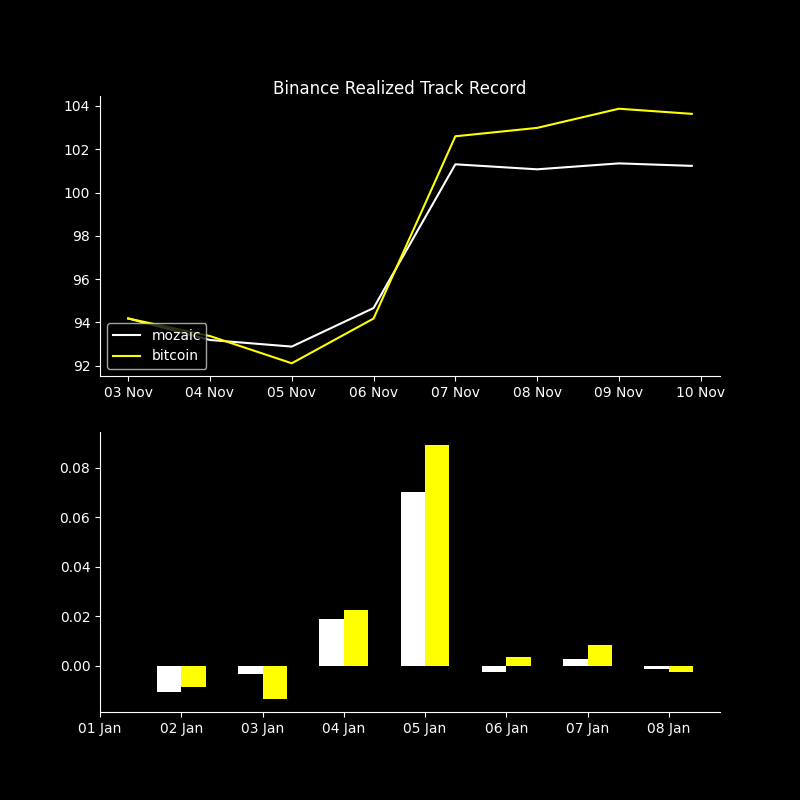 Binance Realized Track Record
104
102
100
98
96
94
92
mozaic
bitcoin
03 Nov 04 Nov 05 Nov 06 Nov 07 Nov 08 Nov 09 Nov 10 Nov
0.08
0.06
0.04
0.02
0.00
01 Jan 02 Jan 03 Jan 04 Jan 05 Jan 06 Jan 07 Jan 08 Jan